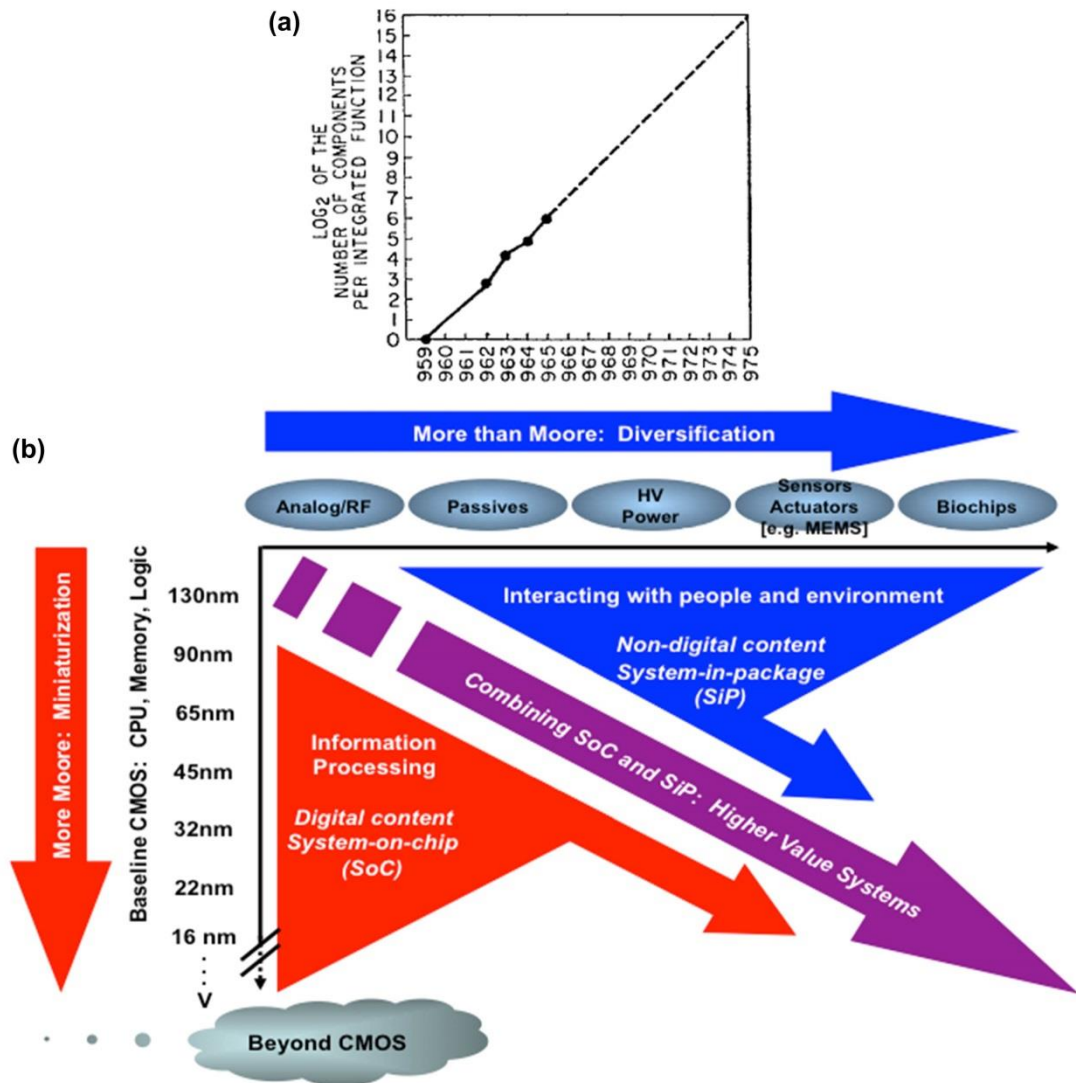 (a)
LOG2 OF THE
NUMBER OF COMPONENTS
PER INTEGRATED FUNCTION
16
15
14
13
12
11
10
9
8
7
6
5
4
3
2
1
0
959
960
961
962
963
964
965
966
967
968
969
970
971
972
973
974
975
(b)
More than Moore: Diversification
Analog/RF
Passives
HV
Power
Sensors
Actuators
[e.g. MEMS]
Biochips
More Moore: Miniaturization
Baseline CMOS: CPU, Memory, Logic
130nm
90nm
65nm
45nm
32nm
22nm
16 nm
V
Interacting with people and environment
Non-digital content
System-in-package
(SiP)
Combining SoC and SiP: Higher Value Systems
Information
Processing
Digital content
System-on-chip
(SoC)
Beyond CMOS